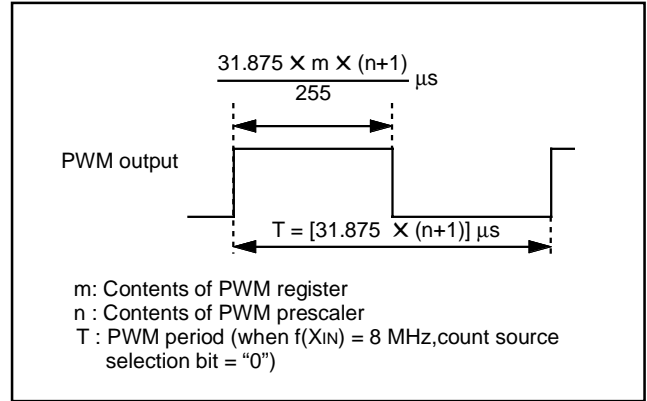 31.875 X m X (n+1)
255
μs
PWM output
T = [31.875 X (n+1)] μs
m: Contents of PWM register
n : Contents of PWM prescaler
T : PWM period (when f(XIN) = 8 MHz,count source
selection bit = “0”)